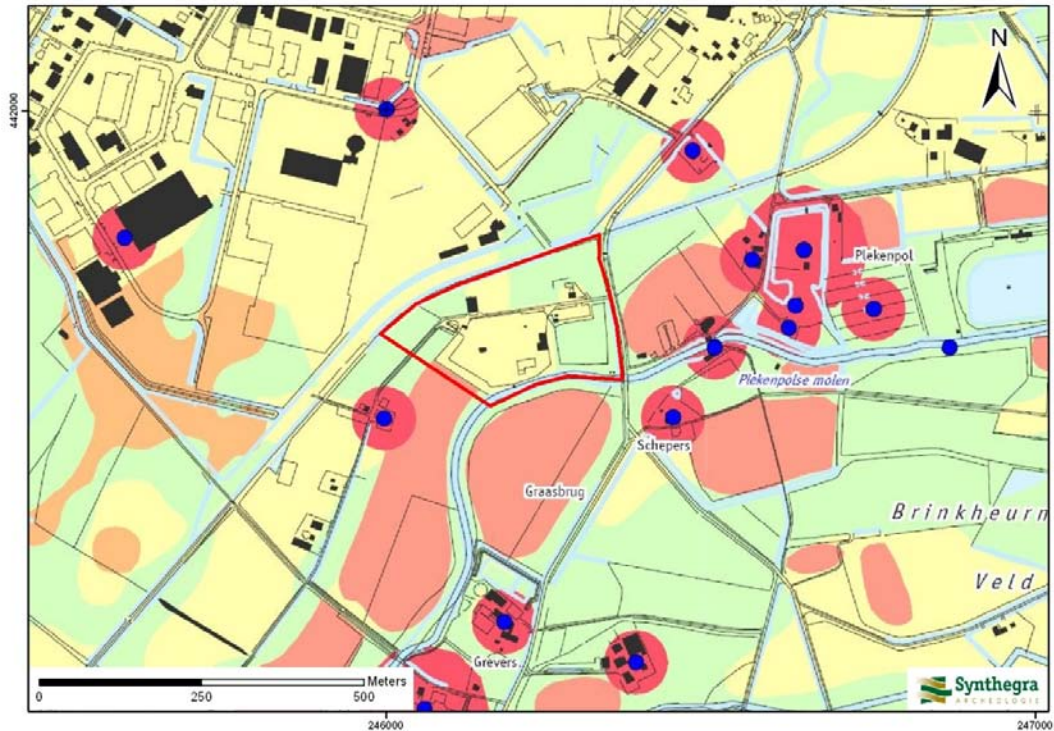 N
442000
Plekenpol
Plekenpolse molen
Schepers
Graasbrug
Brinkheurn
Veld
Grevers
Meters
0 250 500
Synthegra
ARCHEOLOGIE
246000 247000